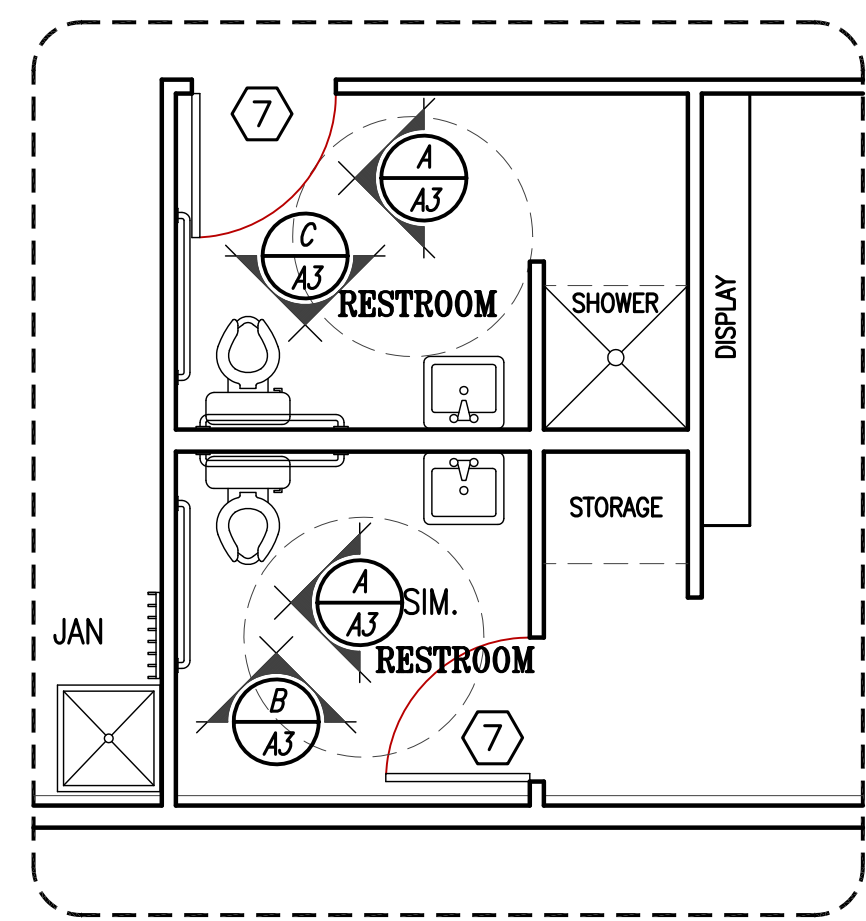 7
A
A3
C
A3
RESTROOM
SHOWER
DISPLAY
STORAGE
A
A3
SIM.
JAN
RESTROOM
B
A3
7